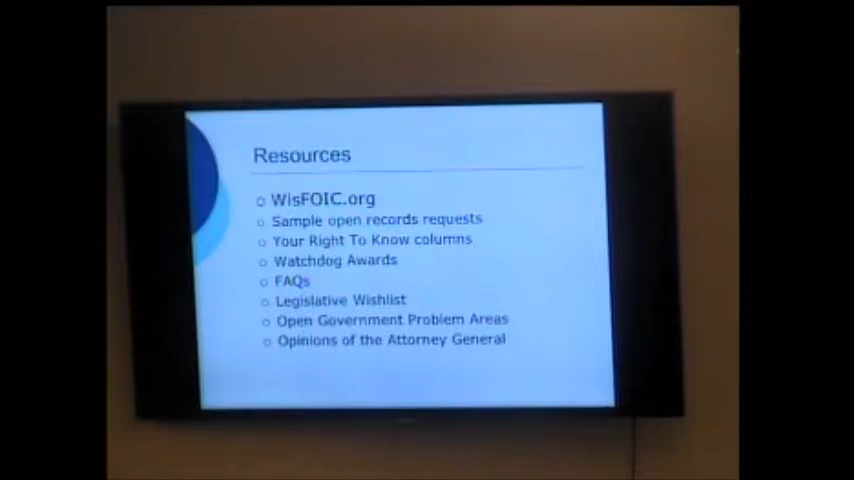 Resources
WisFOIC.org
Sample open records requests
Your Right To Know columns
Watchdog Awards
FAQs
Legislative Wishlist
Open Government Problem Areas
Opinions of the Attorney General